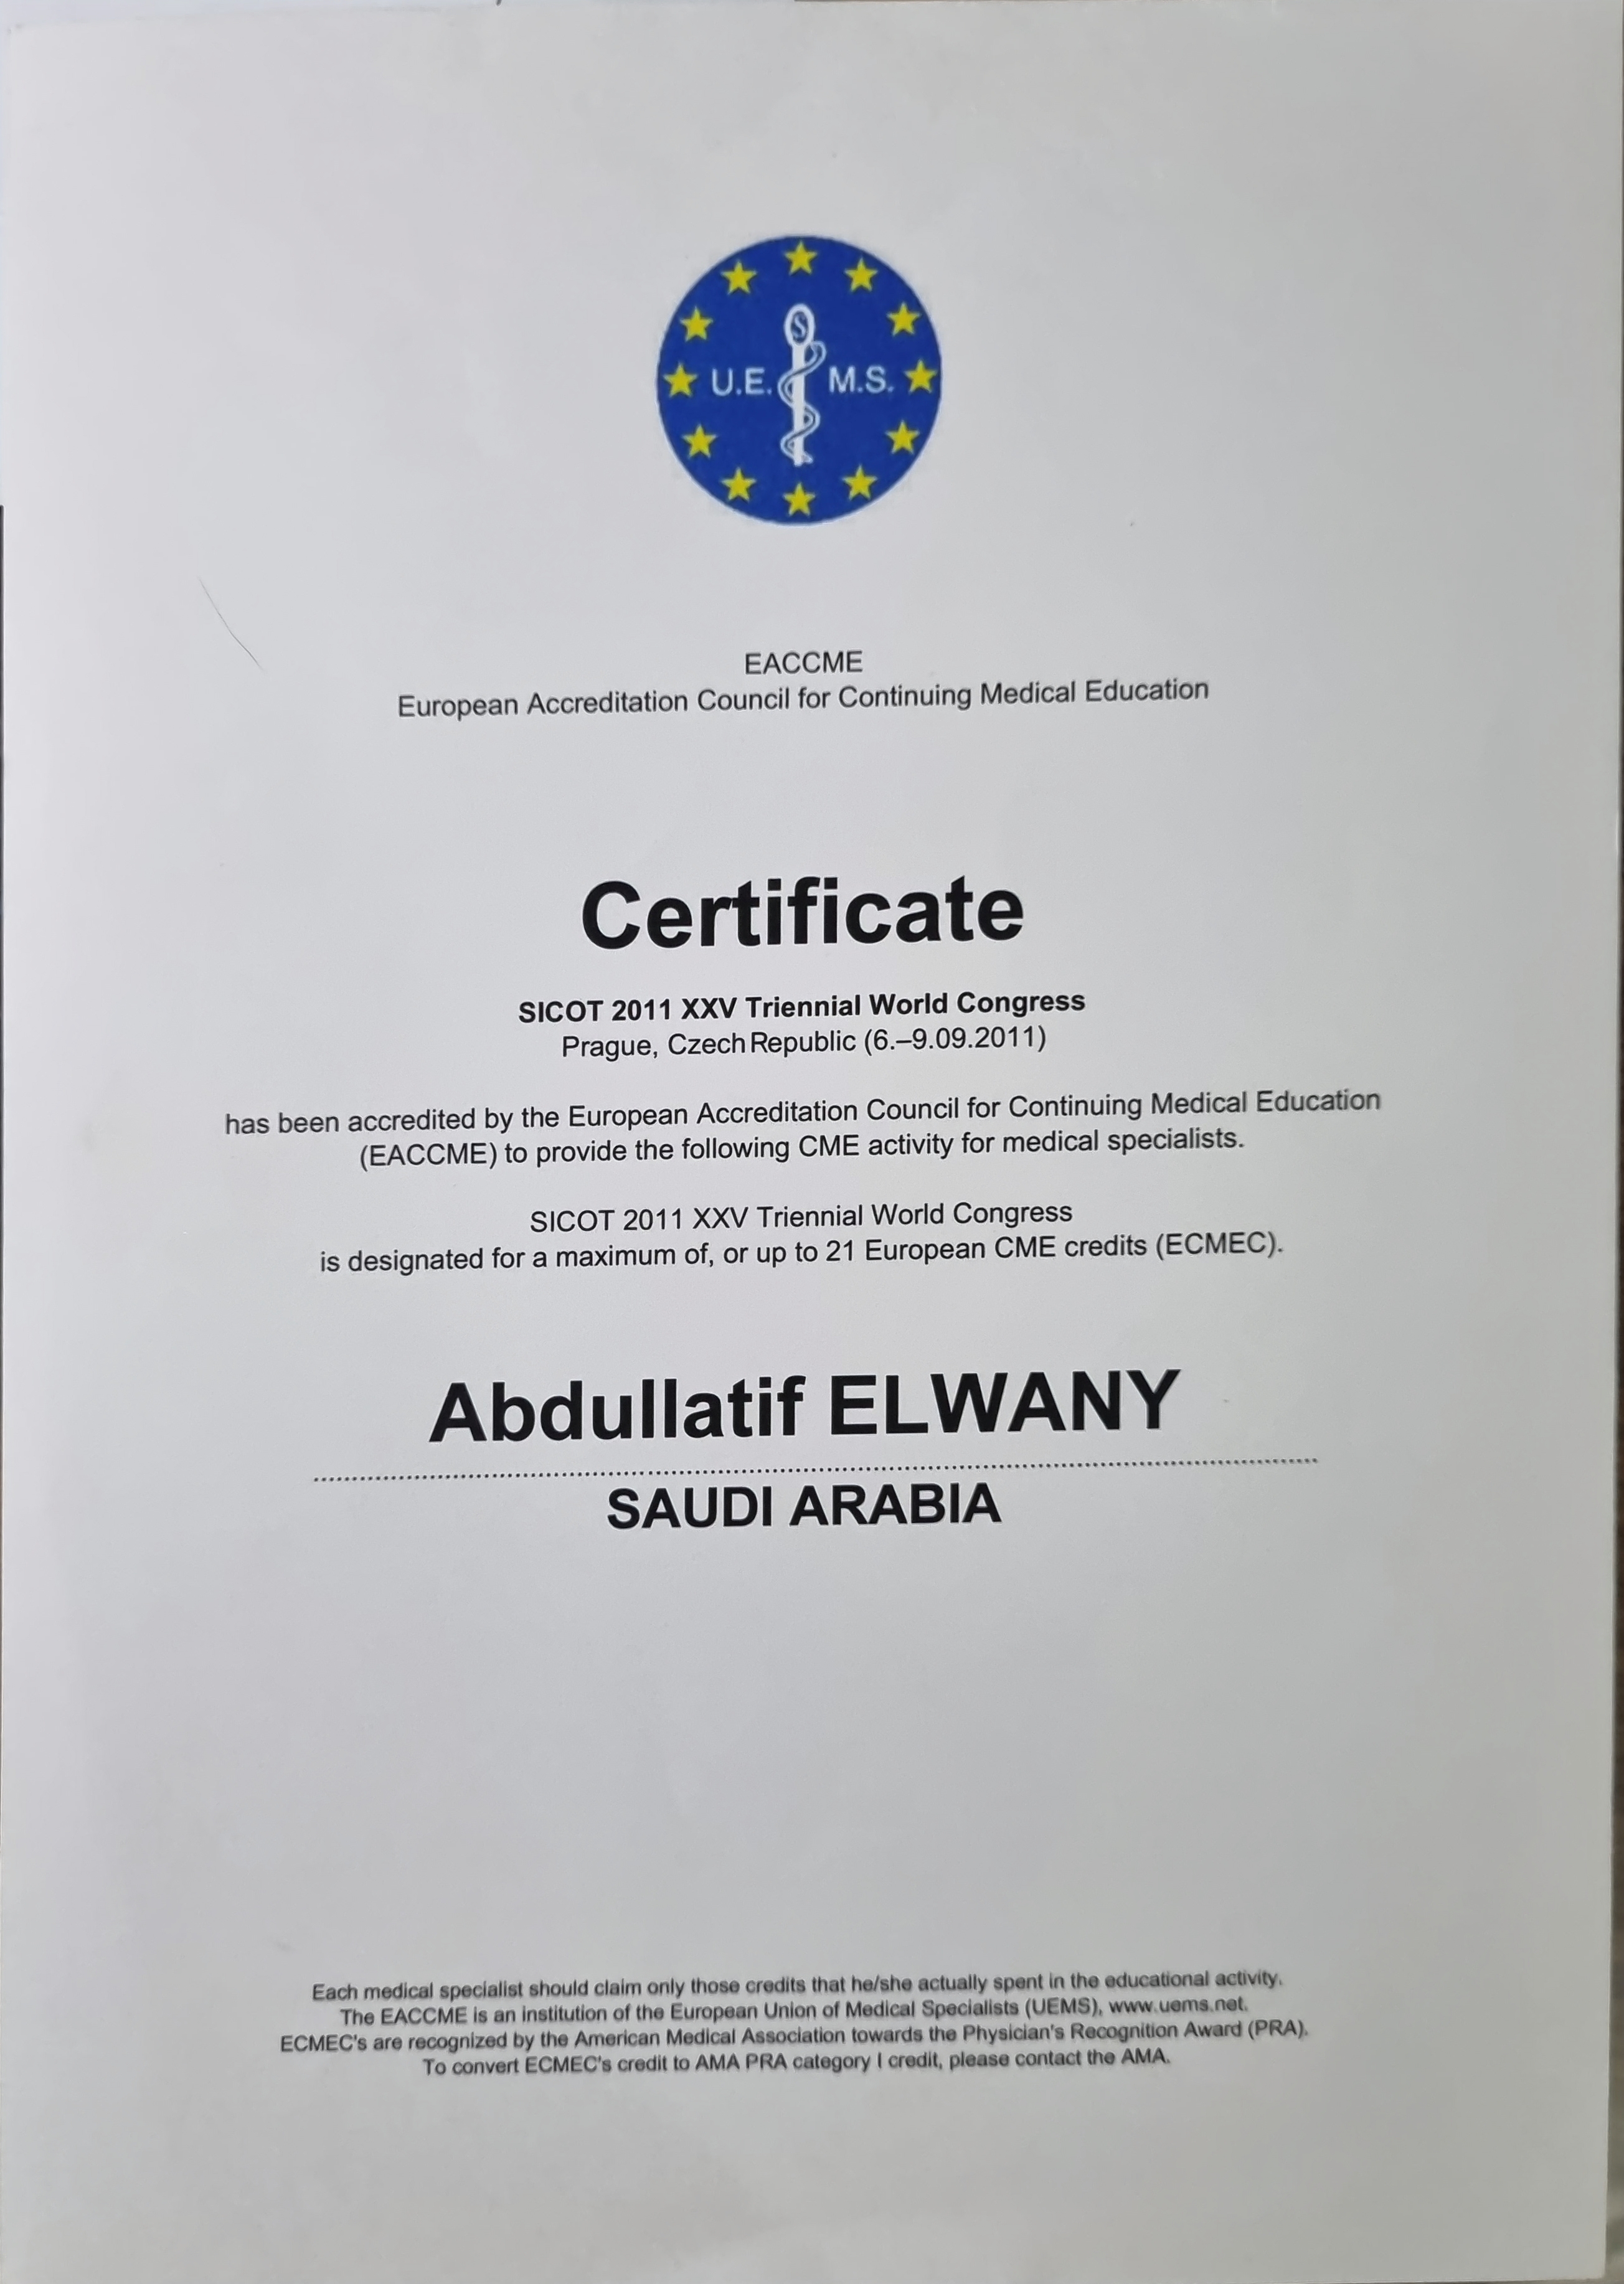 U.E. M.S.
EACCME
European Accreditation Council for Continuing Medical Education
Certificate
SICOT 2011 XXV Triennial World Congress
Prague, Czech Republic (6.–9.09.2011)
has been accredited by the European Accreditation Council for Continuing Medical Education
(EACCME) to provide the following CME activity for medical specialists.
SICOT 2011 XXV Triennial World Congress
is designated for a maximum of, or up to 21 European CME credits (ECMEC).
Abdullatif ELWANY
SAUDI ARABIA
Each medical specialist should claim only those credits that he/she actually spent in the educational activity.
The EACCME is an institution of the European Union of Medical Specialists (UEMS), www.uems.net.
ECMEC's are recognized by the American Medical Association towards the Physician's Recognition Award (PRA).
To convert ECMEC's credit to AMA PRA category I credit, please contact the AMA.